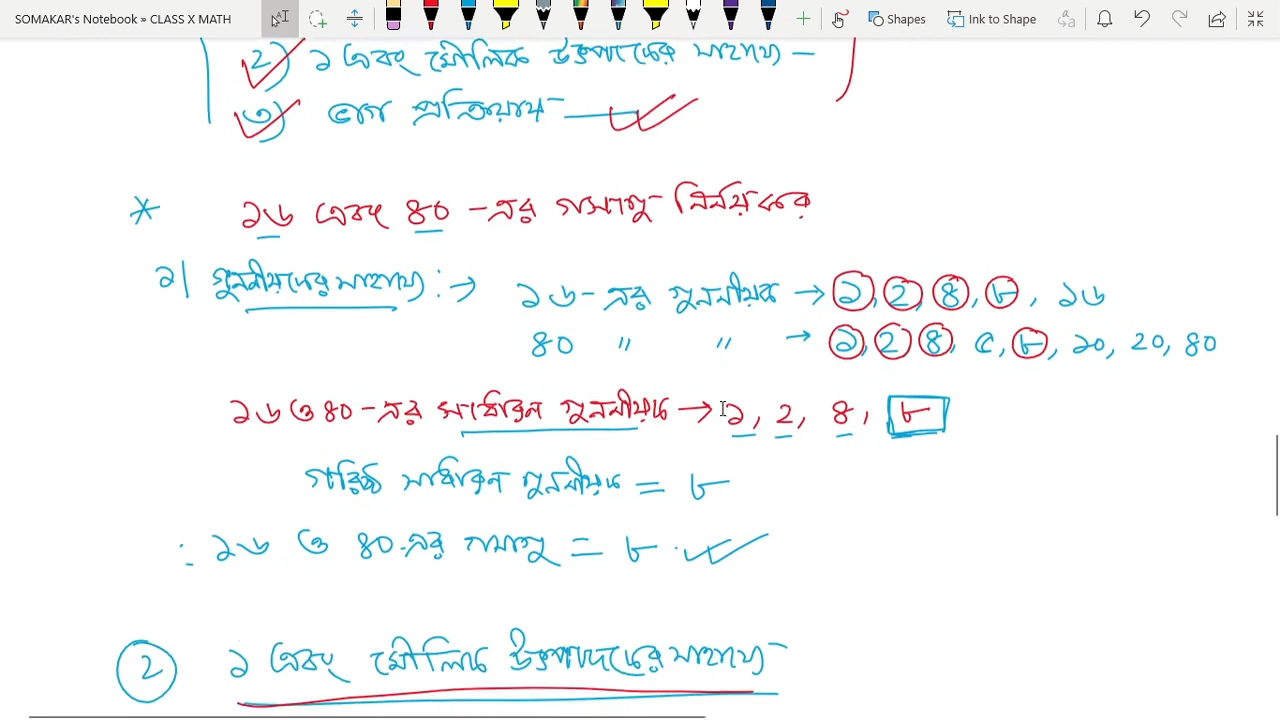 SOMAKAR's Notebook » CLASS X MATH
Shapes
Ink to Shape
২) ১ এবং মৌলিক উৎপাদকের সাহায্যে –
৩) ভাগ প্রক্রিয়ায়
* ১৬ এবং ৪০ -এর গসাগু নির্ণয় করো
১| গুণনীয়কের সাহায্যে :→ ১৬- এর গুণনীয়ক → ১, ২, ৪, ৮, ১৬
৪০ " " → ১, ২, ৪, ৫, ৮, ১০, ২০, ৪০
১৬ ও ৪০ -এর সাধারণ গুণনীয়ক → ১, ২, ৪, ৮
গরিষ্ঠ সাধারণ গুণনীয়ক = ৮
∴ ১৬ ও ৪০-এর গসাগু = ৮
২ ১ এবং মৌলিক উৎপাদকের সাহায্যে